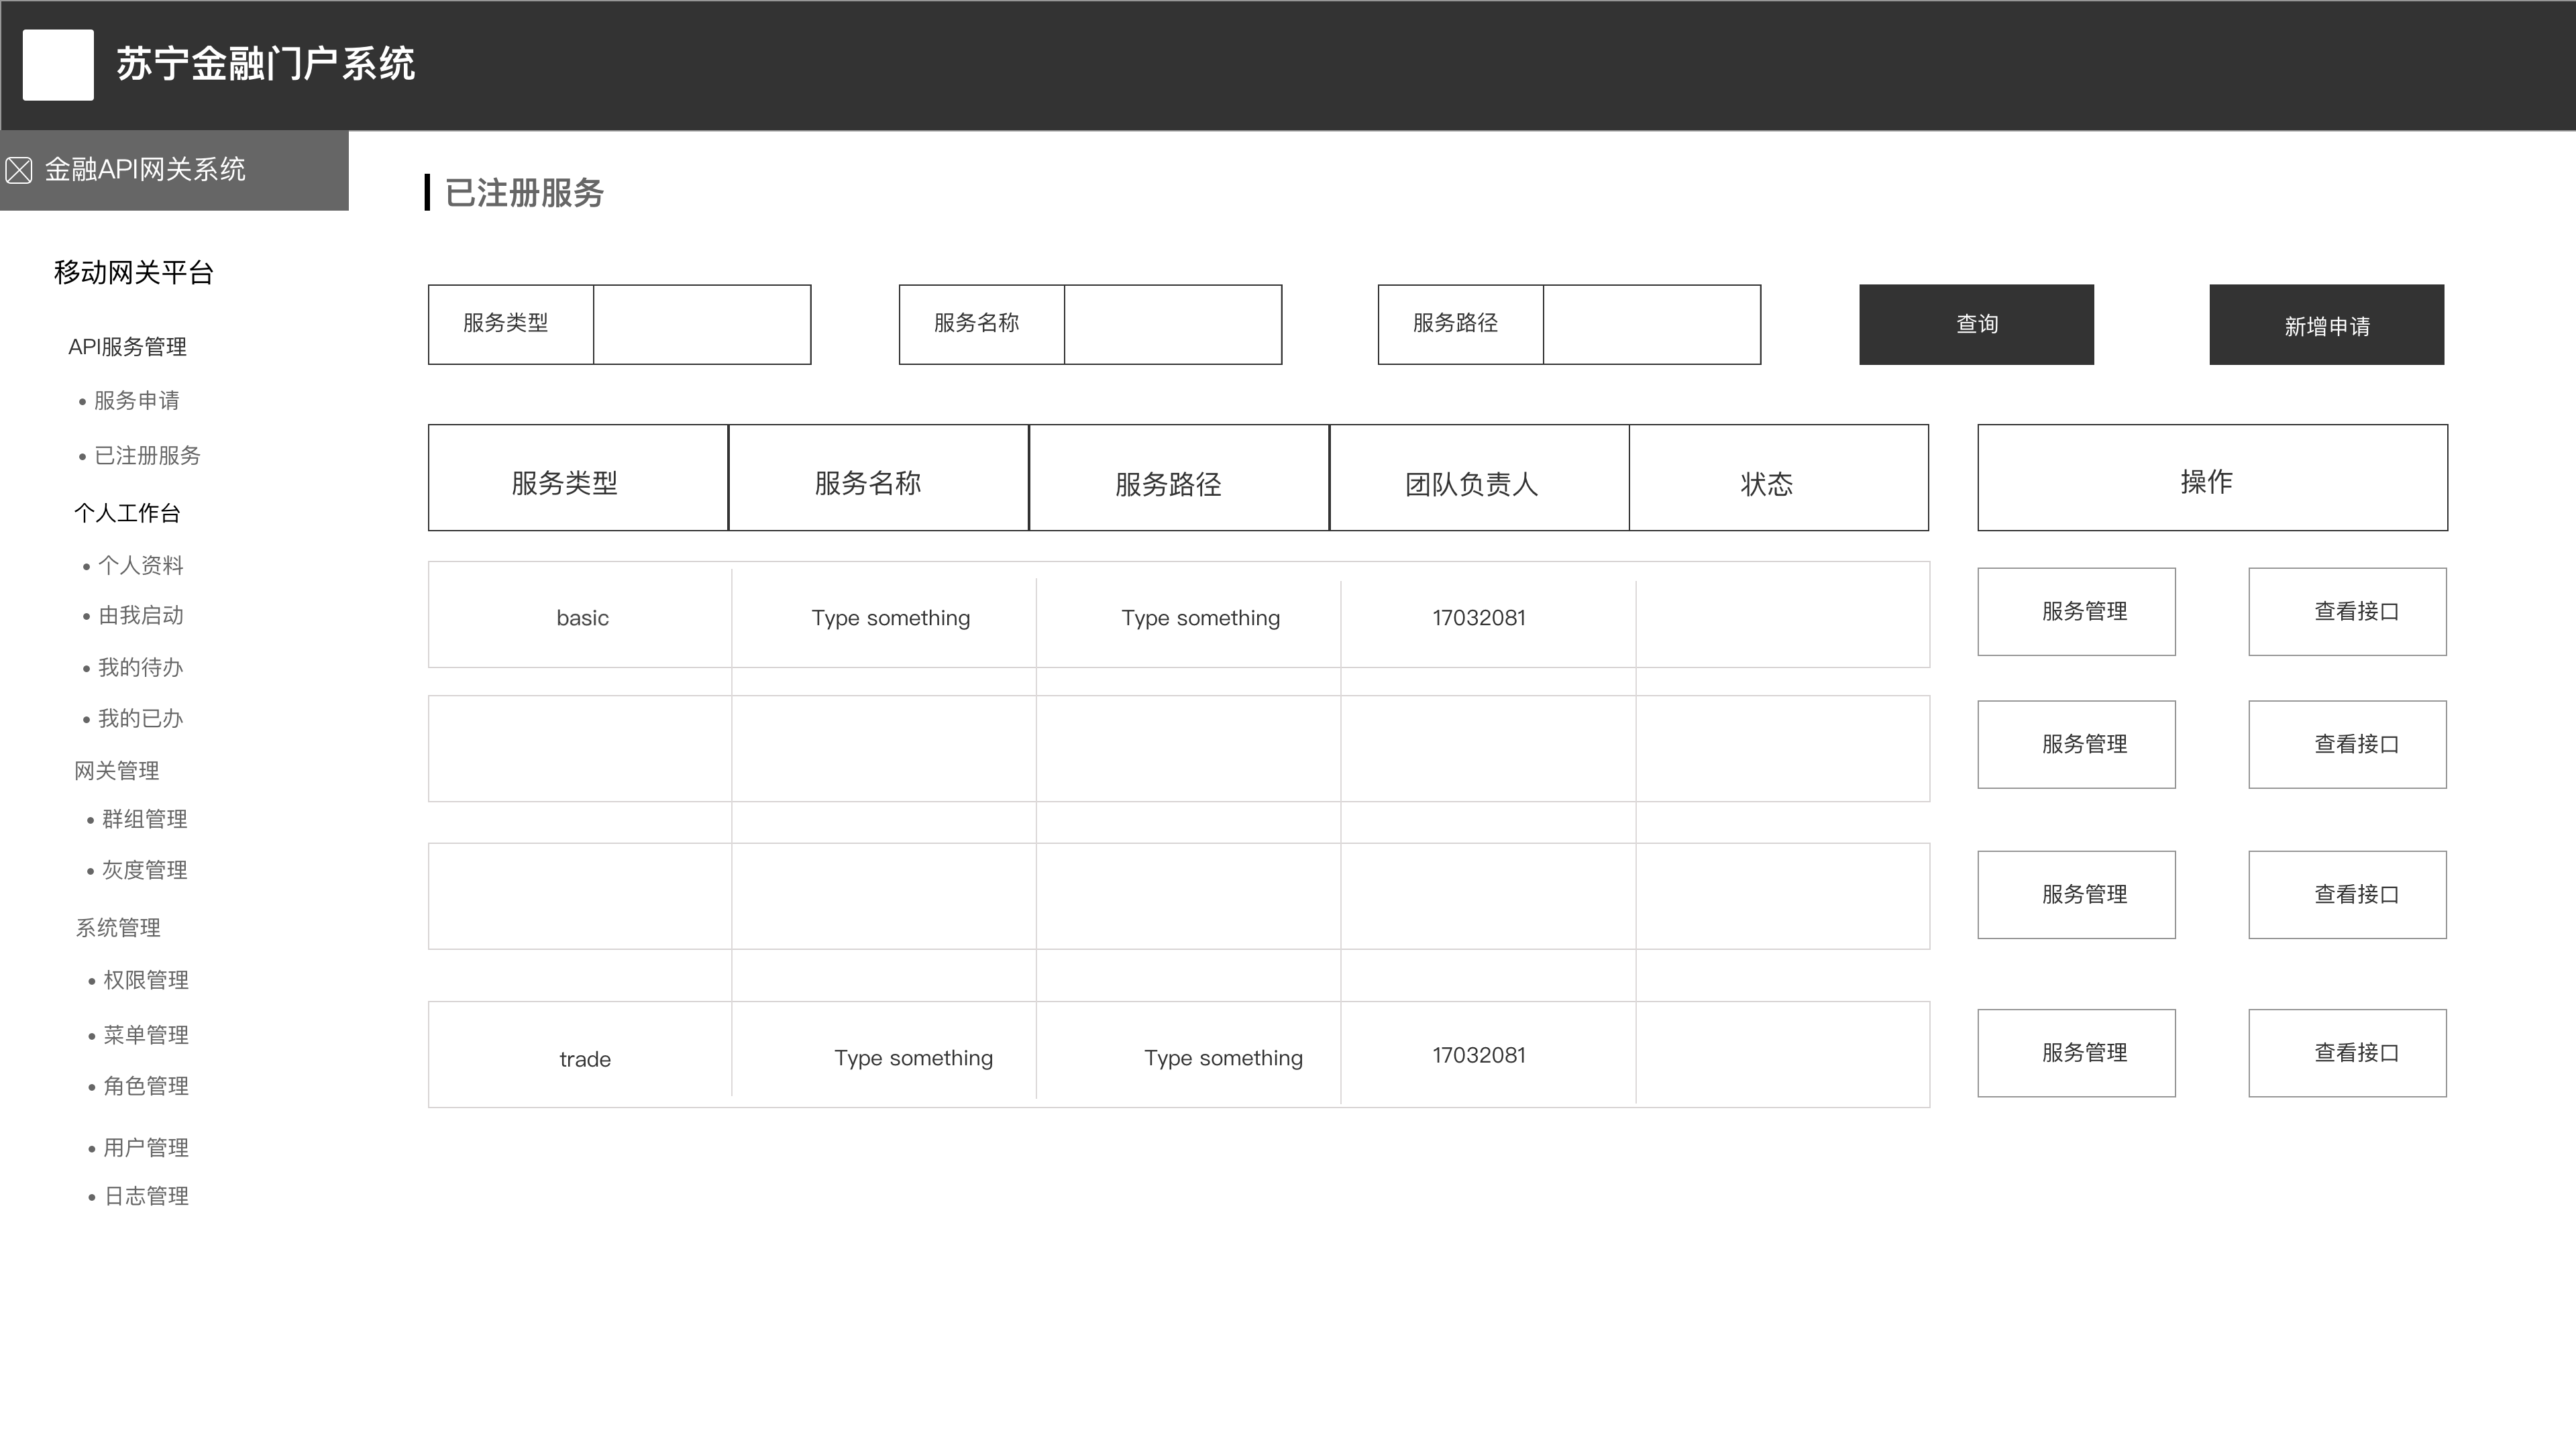 苏宁金融门户系统
金融API网关系统
移动网关平台
API服务管理
• 服务申请
• 已注册服务
个人工作台
• 个人资料
• 由我启动
• 我的待办
• 我的已办
网关管理
• 群组管理
• 灰度管理
系统管理
• 权限管理
• 菜单管理
• 角色管理
• 用户管理
• 日志管理
已注册服务
服务类型 服务名称 服务路径 查询 新增申请
服务类型 服务名称 服务路径 团队负责人 状态 操作
basic Type something Type something 17032081 服务管理 查看接口
服务管理 查看接口
服务管理 查看接口
trade Type something Type something 17032081 服务管理 查看接口